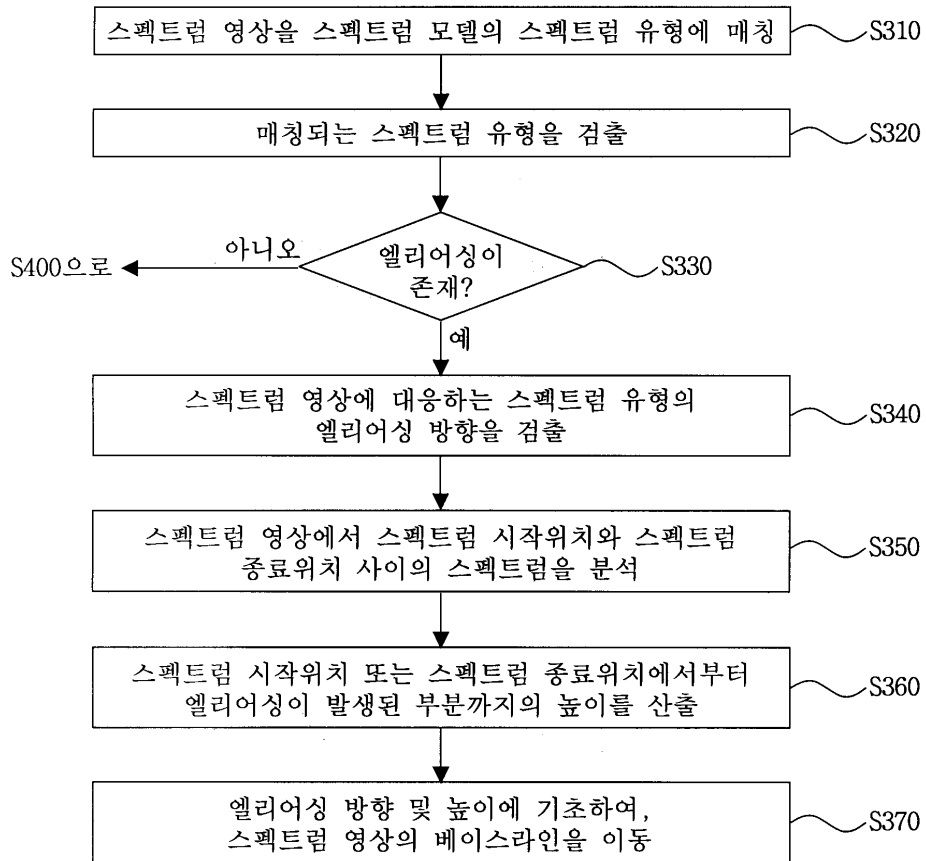 스펙트럼 영상을 스펙트럼 모델의 스펙트럼 유형에 매칭
S310
매칭되는 스펙트럼 유형을 검출
S320
엘리어싱이
존재?
S330
아니오
S400으로
예
스펙트럼 영상에 대응하는 스펙트럼 유형의
엘리어싱 방향을 검출
S340
스펙트럼 영상에서 스펙트럼 시작위치와 스펙트럼
종료위치 사이의 스펙트럼을 분석
S350
스펙트럼 시작위치 또는 스펙트럼 종료위치에서부터
엘리어싱이 발생된 부분까지의 높이를 산출
S360
엘리어싱 방향 및 높이에 기초하여,
스펙트럼 영상의 베이스라인을 이동
S370